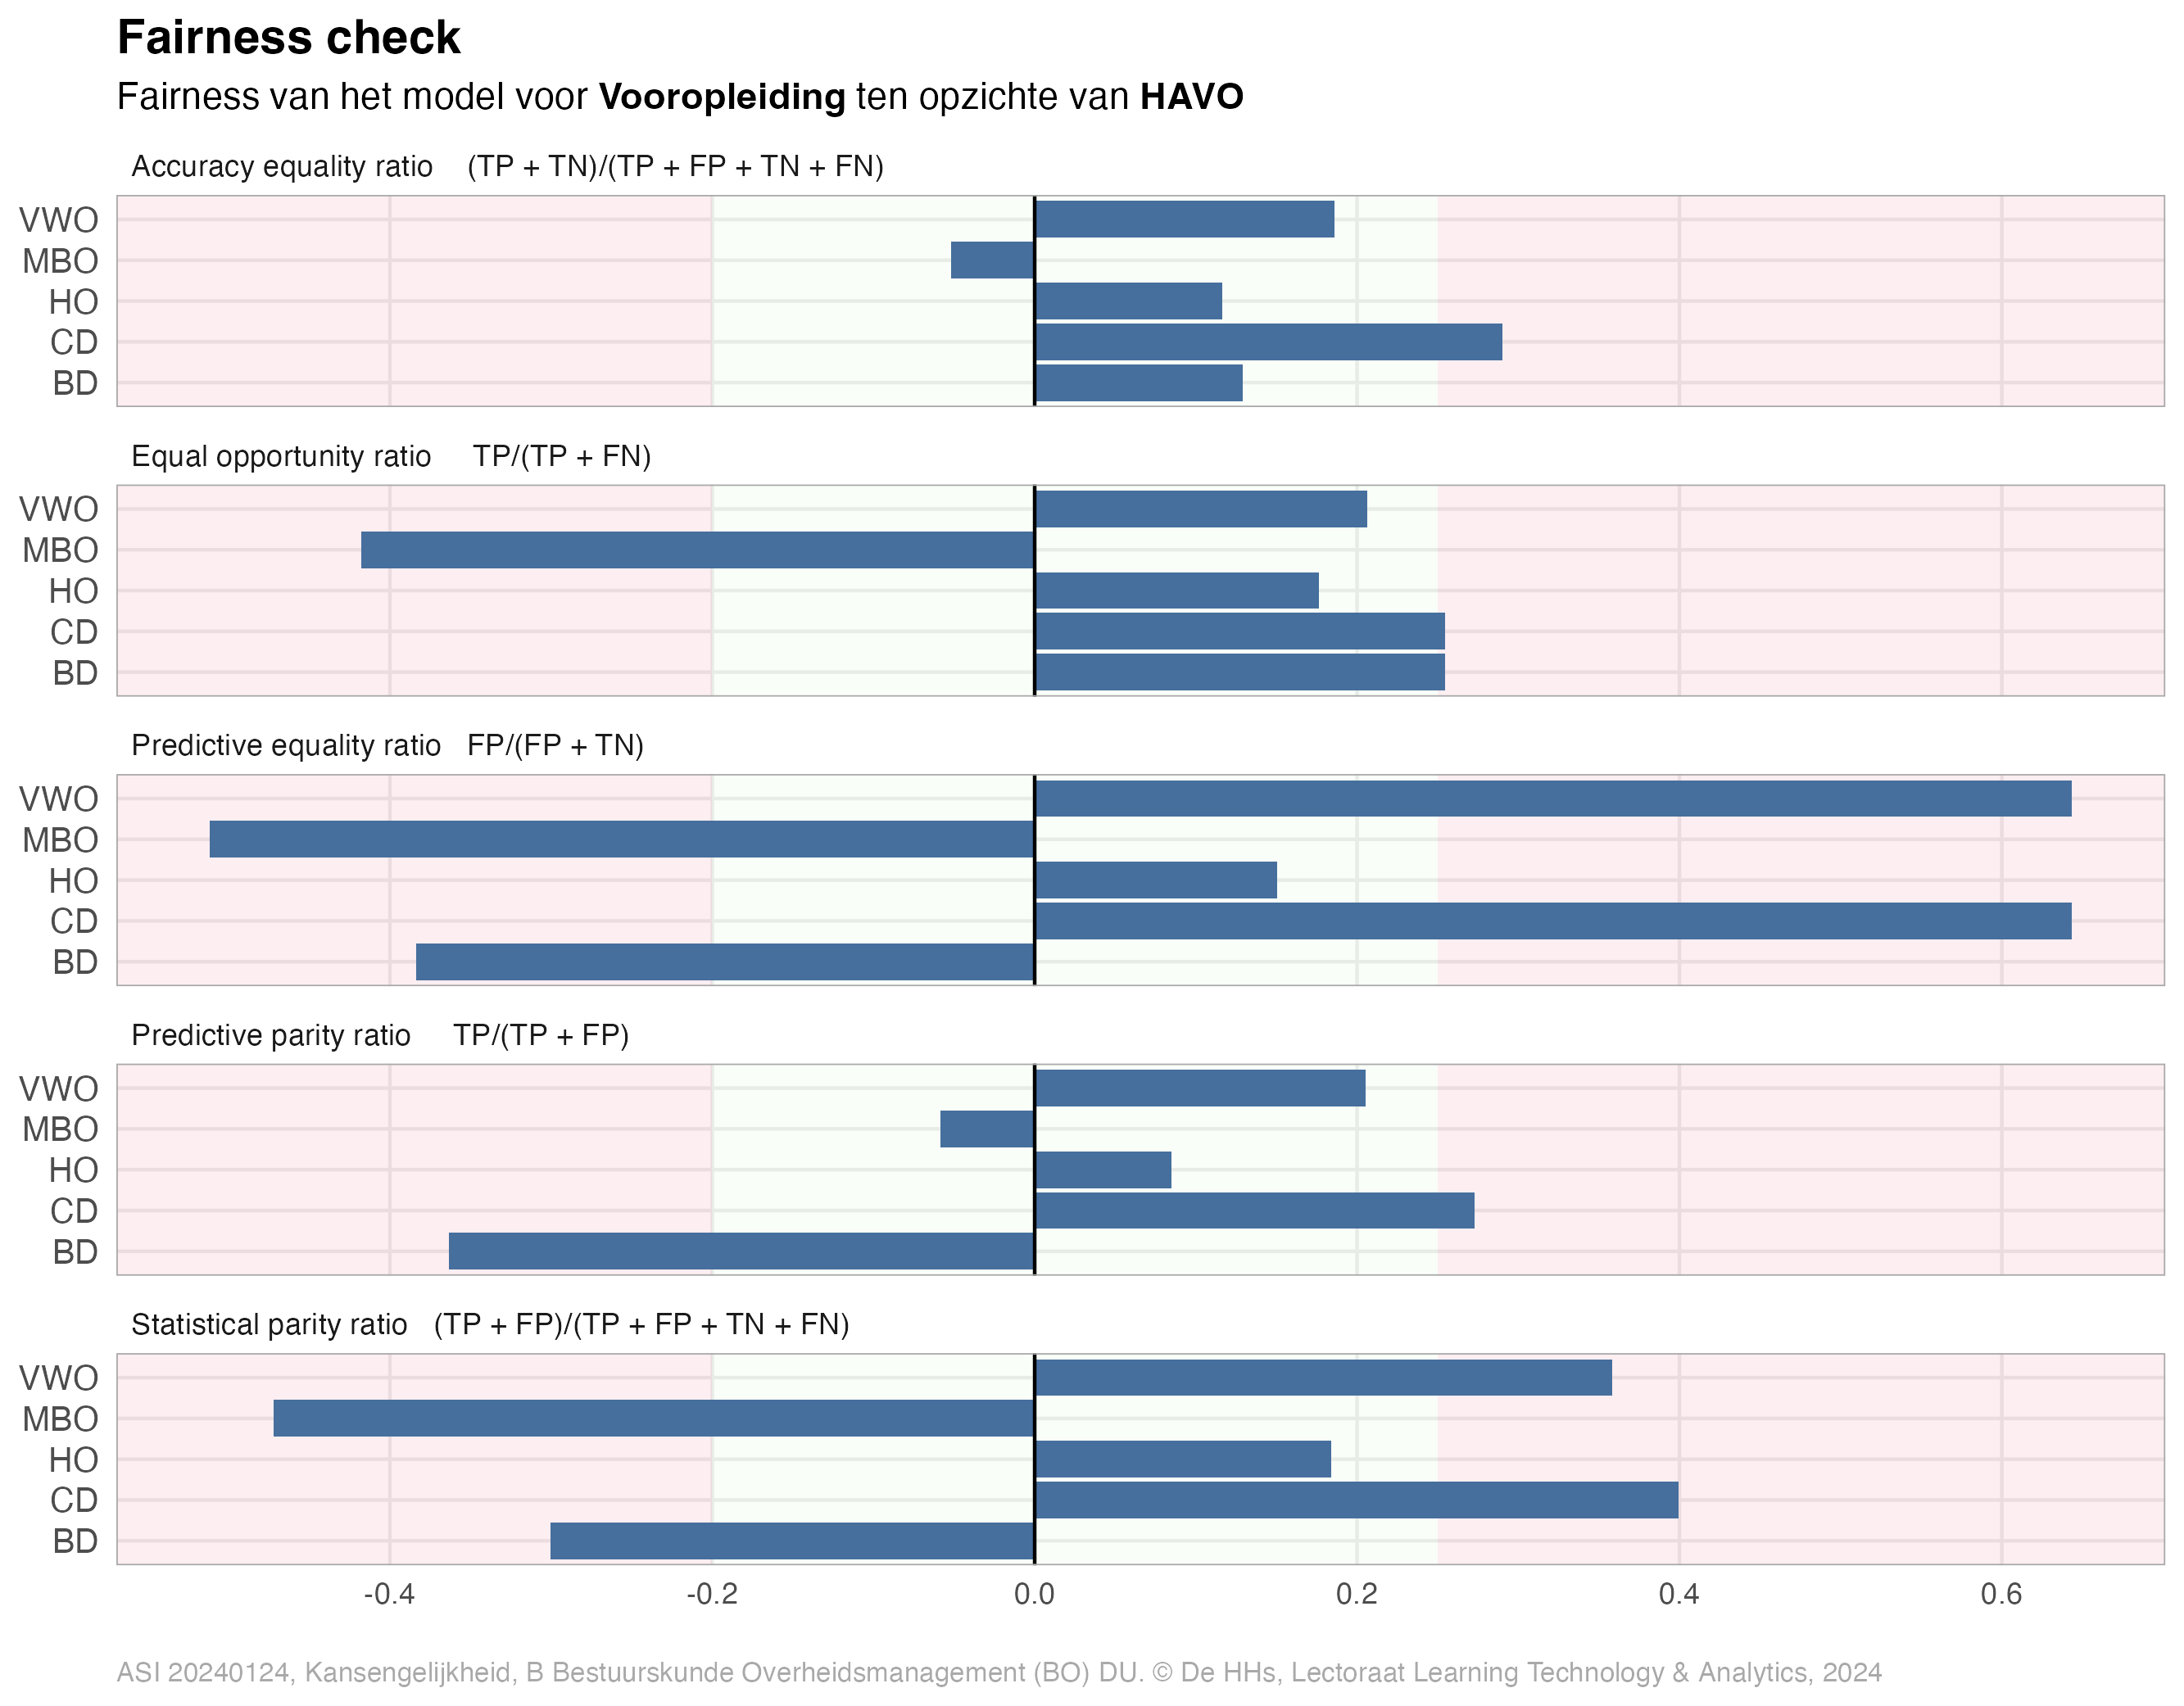 Fairness check
Fairness van het model voor Vooropleiding ten opzichte van HAVO
Accuracy equality ratio (TP + TN)/(TP + FP + TN + FN)
VWO
MBO
HO
CD
BD
Equal opportunity ratio TP/(TP + FN)
VWO
MBO
HO
CD
BD
Predictive equality ratio FP/(FP + TN)
VWO
MBO
HO
CD
BD
Predictive parity ratio TP/(TP + FP)
VWO
MBO
HO
CD
BD
Statistical parity ratio (TP + FP)/(TP + FP + TN + FN)
VWO
MBO
HO
CD
BD
-0.4 -0.2 0.0 0.2 0.4 0.6
ASI 20240124, Kansengelijkheid, B Bestuurskunde Overheidsmanagement (BO) DU. © De HHs, Lectoraat Learning Technology & Analytics, 2024